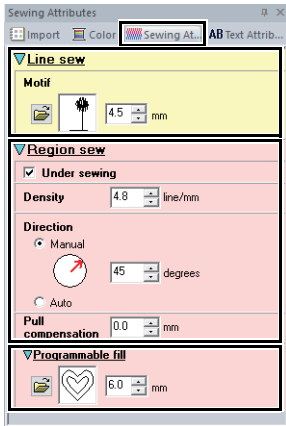 Sewing Attributes
Import Color Sewing At... AB Text Attrib...
Line sew
Motif
4.5 mm
Region sew
Under sewing
Density 4.8 line/mm
Direction
Manual
45 degrees
Auto
Pull
compensation 0.0 mm
Programmable fill
6.0 mm